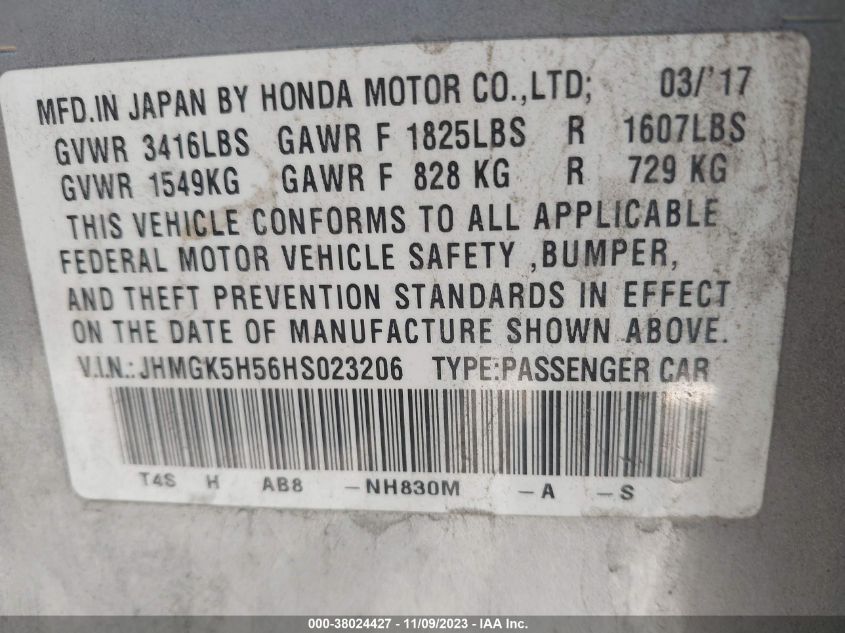 MFD.IN JAPAN BY HONDA MOTOR CO.,LTD; 03/'17
GVWR 3416LBS GAWR F 1825LBS R 1607LBS
GVWR 1549KG GAWR F 828 KG R 729 KG
THIS VEHICLE CONFORMS TO ALL APPLICABLE
FEDERAL MOTOR VEHICLE SAFETY ,BUMPER,
AND THEFT PREVENTION STANDARDS IN EFFECT
ON THE DATE OF MANUFACTURE SHOWN ABOVE.
V.I.N.: JHMGK5H56HS023206 TYPE:PASSENGER CAR
T4S H AB8 -NH830M -A -S
000-38024427 - 11/09/2023 - IAA Inc.